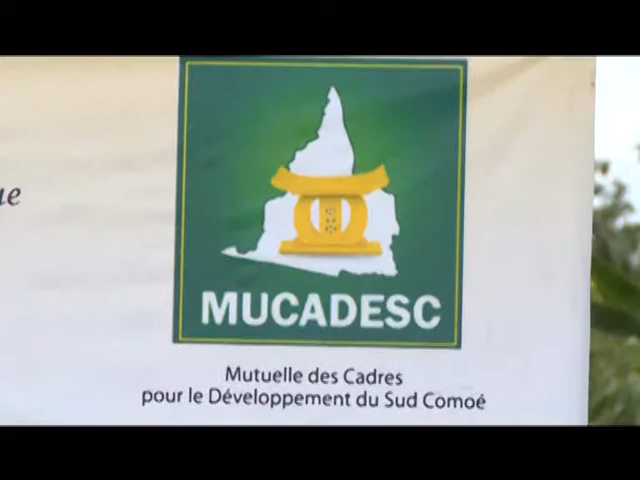 MUCADESC
Mutuelle des Cadres
pour le Développement du Sud Comoé